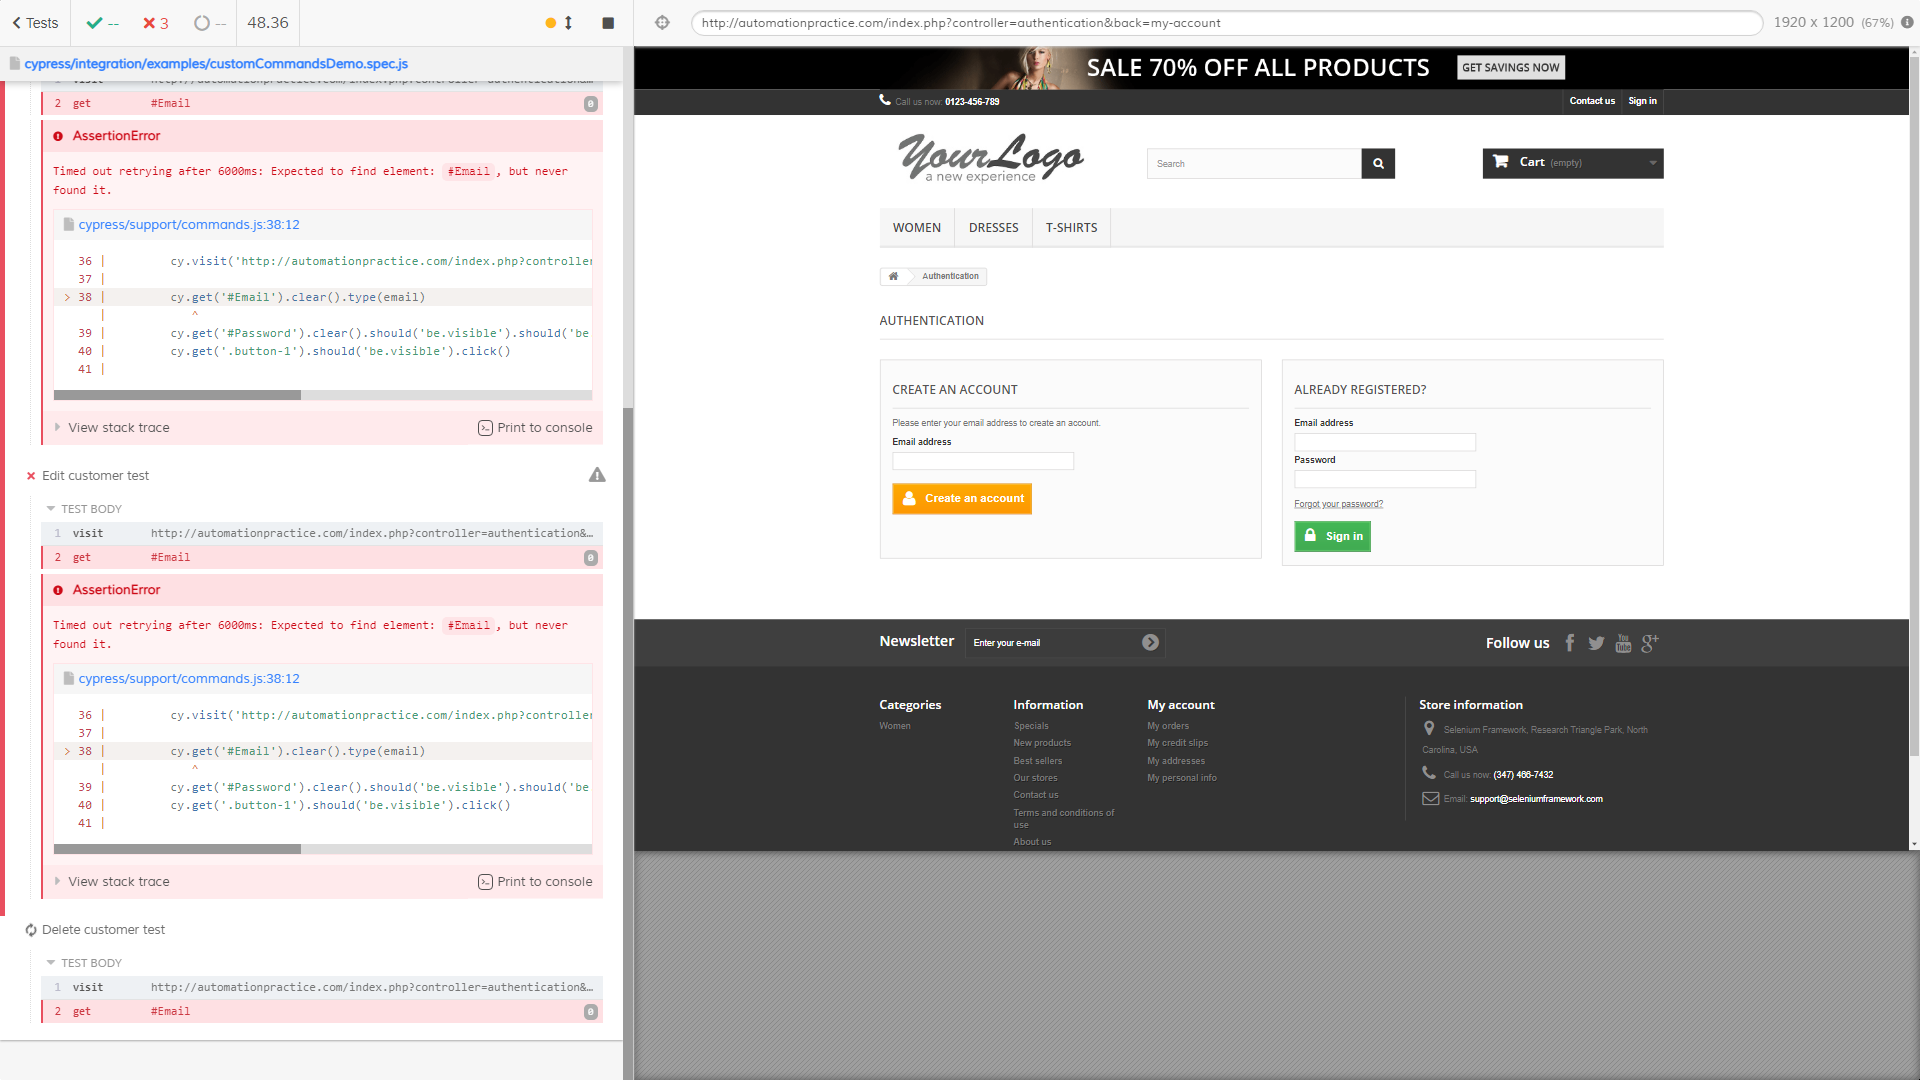 Tests
--
3
--
48.36
cypress/integration/examples/customCommandsDemo.spec.js
2 get #Email 0
AssertionError
Timed out retrying after 6000ms: Expected to find element: #Email, but never
found it.
cypress/support/commands.js:38:12
36 | cy.visit('http://automationpractice.com/index.php?controller
37 |
> 38 | cy.get('#Email').clear().type(email)
| ^
39 | cy.get('#Password').clear().should('be.visible').should('be
40 | cy.get('.button-1').should('be.visible').click()
41 |
View stack trace
Print to console
Edit customer test
TEST BODY
1 visit http://automationpractice.com/index.php?controller=authentication&…
2 get #Email 0
AssertionError
Timed out retrying after 6000ms: Expected to find element: #Email, but never
found it.
cypress/support/commands.js:38:12
36 | cy.visit('http://automationpractice.com/index.php?controller
37 |
> 38 | cy.get('#Email').clear().type(email)
| ^
39 | cy.get('#Password').clear().should('be.visible').should('be
40 | cy.get('.button-1').should('be.visible').click()
41 |
View stack trace
Print to console
Delete customer test
TEST BODY
1 visit http://automationpractice.com/index.php?controller=authentication&…
2 get #Email 0
http://automationpractice.com/index.php?controller=authentication&back=my-account
1920 x 1200 (67%)
SALE 70% OFF ALL PRODUCTS
GET SAVINGS NOW
Call us now: 0123-456-789
Contact us
Sign in
YourLogo
a new experience
Search
Cart (empty)
WOMEN
DRESSES
T-SHIRTS
Authentication
AUTHENTICATION
CREATE AN ACCOUNT
Please enter your email address to create an account.
Email address
Create an account
ALREADY REGISTERED?
Email address
Password
Forgot your password?
Sign in
Newsletter
Enter your e-mail
Follow us
You
Tube
Categories
Women
Information
Specials
New products
Best sellers
Our stores
Contact us
Terms and conditions of
use
About us
My account
My orders
My credit slips
My addresses
My personal info
Store information
Selenium Framework, Research Triangle Park, North
Carolina, USA
Call us now: (347) 466-7432
Email: support@seleniumframework.com